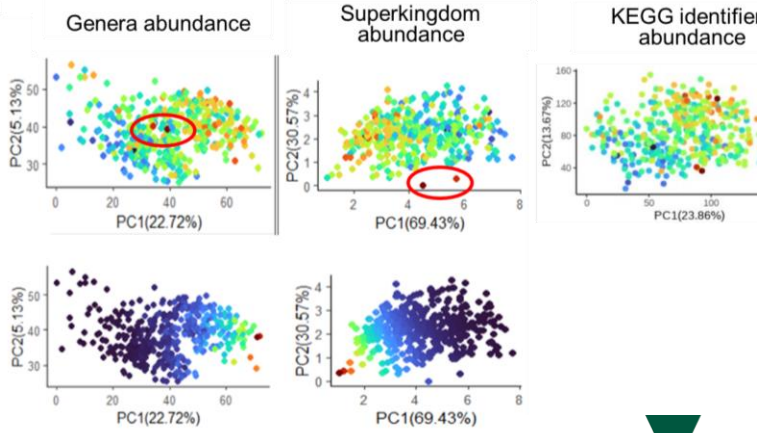 Genera abundance
Superkingdom
abundance
KEGG identifier
abundance
PC2(5.13%)
50
40
30
0
20
40
60
PC1(22.72%)
PC2(30.57%)
4
3
2
1
0
2
4
6
8
PC1(69.43%)
PC2(13.67%)
160
120
80
40
0
50
100
PC1(23.86%)
PC2(5.13%)
50
40
30
0
20
40
60
PC1(22.72%)
PC2(30.57%)
4
3
2
1
0
2
4
6
8
PC1(69.43%)